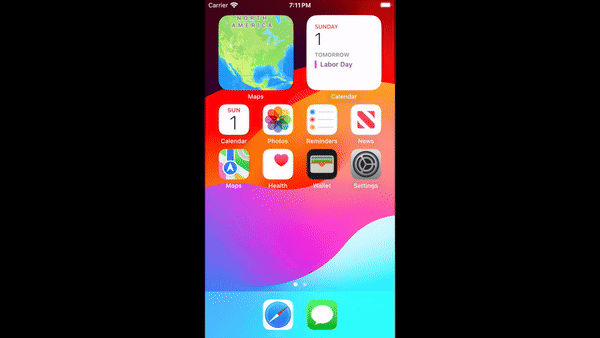 Carrier 7:11 PM
NORTH
AMERICA
SUNDAY
1
TOMORROW
Labor Day
Maps Calendar
SUN
1
Calendar Photos Reminders News
Maps Health Wallet Settings